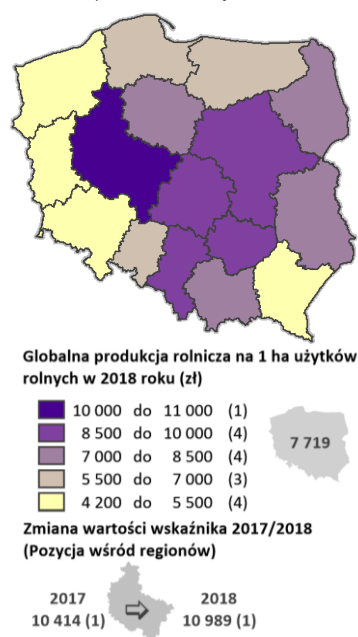 Globalna produkcja rolnicza na 1 ha użytków
rolnych w 2018 roku (zł)
10 000 do 11 000 (1)
8 500 do 10 000 (4)
7 000 do 8 500 (4)
5 500 do 7 000 (3)
4 200 do 5 500 (4)
7 719
Zmiana wartości wskaźnika 2017/2018
(Pozycja wśród regionów)
2017 2018
10 414 (1) 10 989 (1)